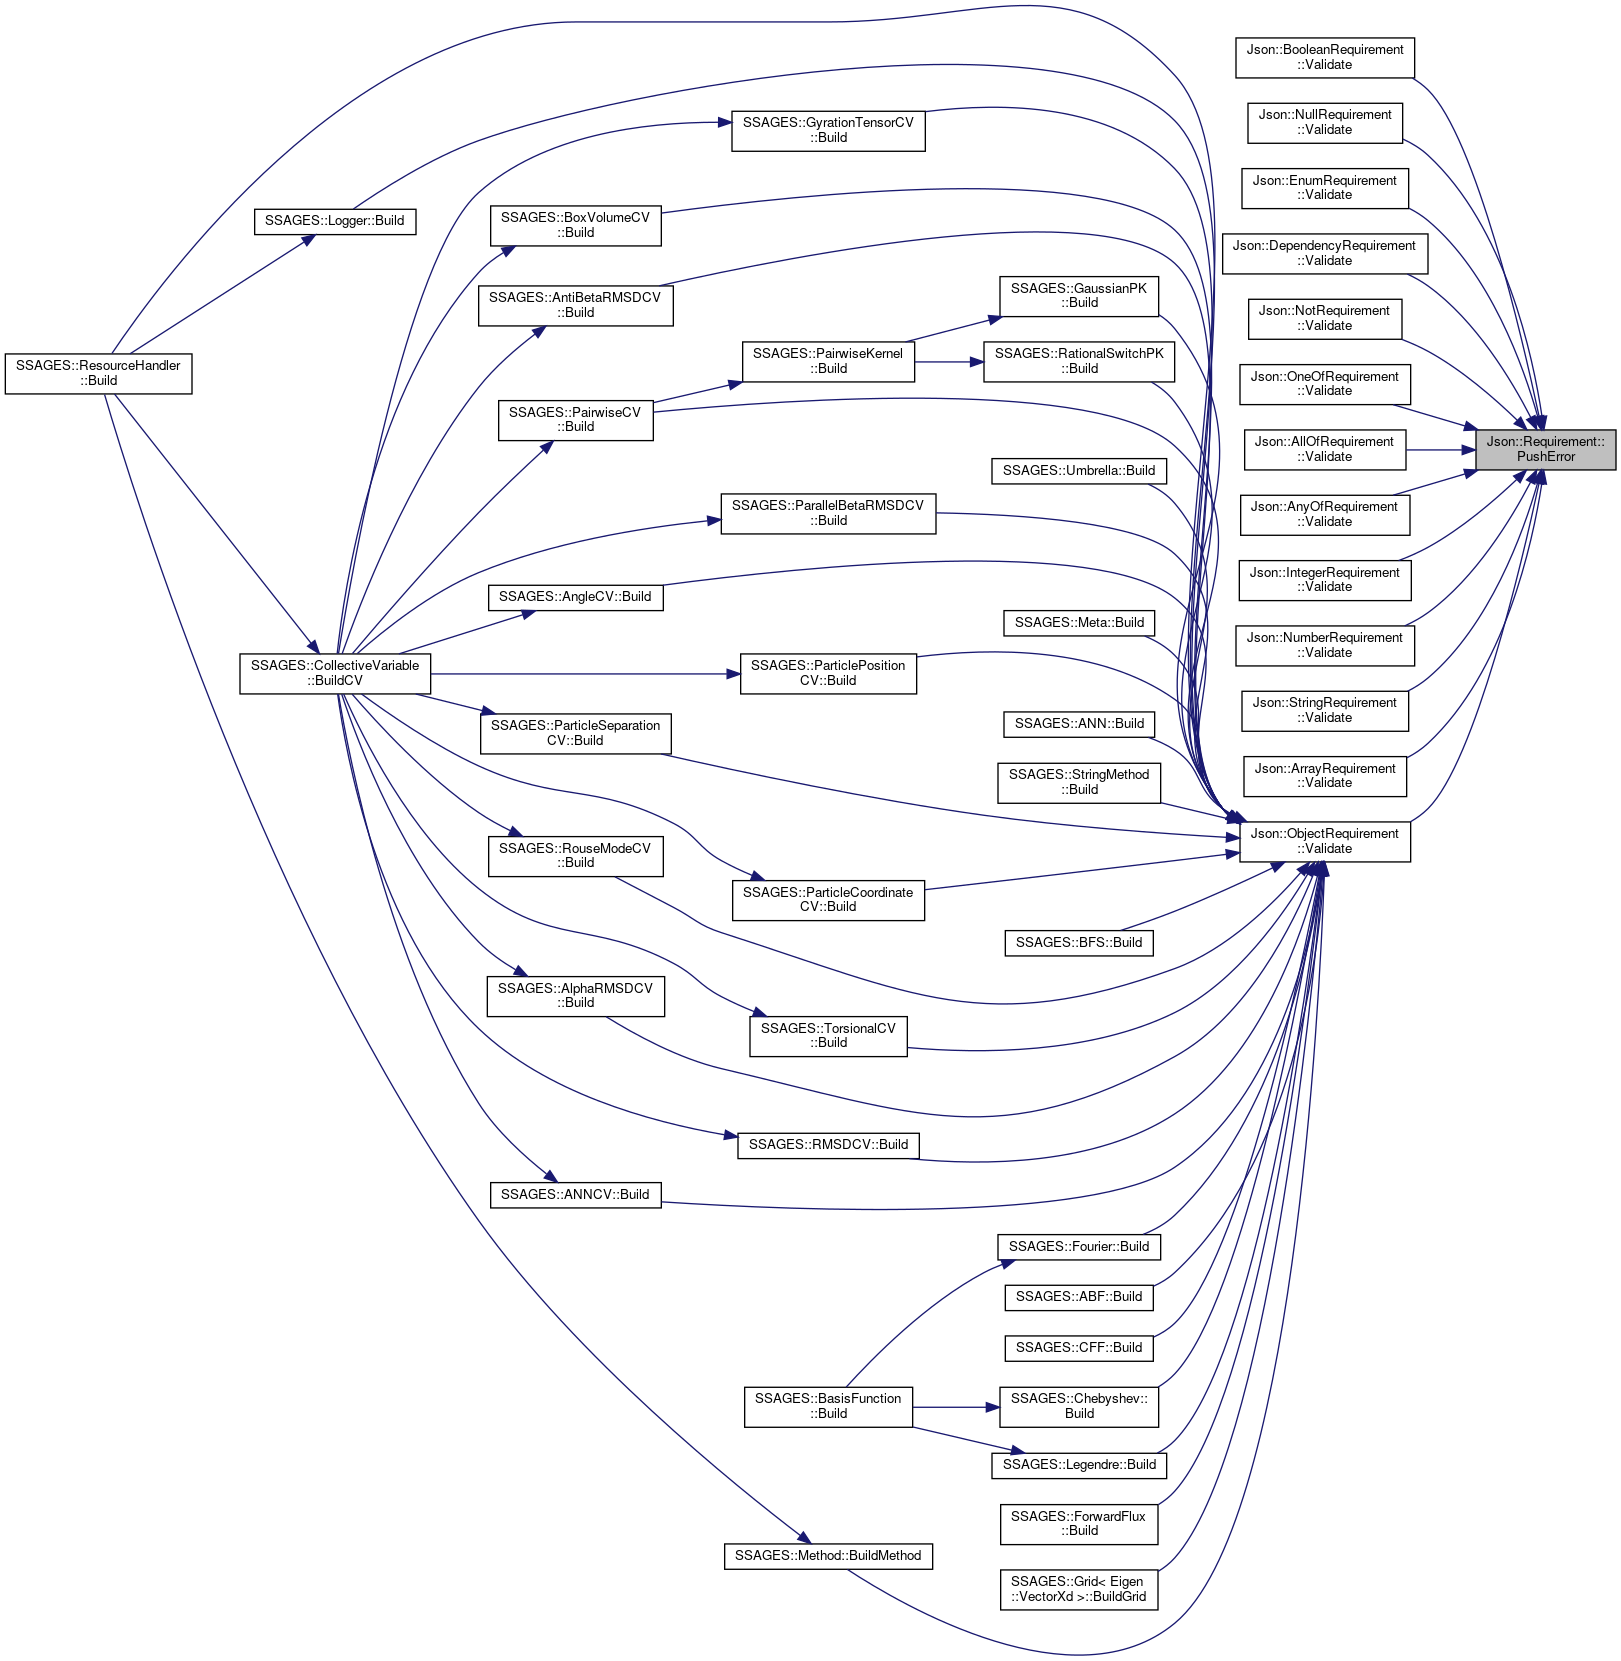 SSAGES::ResourceHandler
::Build
SSAGES::Logger::Build
SSAGES::CollectiveVariable
::BuildCV
SSAGES::BoxVolumeCV
::Build
SSAGES::AntiBetaRMSDCV
::Build
SSAGES::PairwiseCV
::Build
SSAGES::AngleCV::Build
SSAGES::ParticleSeparation
CV::Build
SSAGES::RouseModeCV
::Build
SSAGES::AlphaRMSDCV
::Build
SSAGES::ANNCV::Build
SSAGES::GyrationTensorCV
::Build
SSAGES::PairwiseKernel
::Build
SSAGES::ParallelBetaRMSDCV
::Build
SSAGES::ParticlePosition
CV::Build
SSAGES::ParticleCoordinate
CV::Build
SSAGES::TorsionalCV
::Build
SSAGES::RMSDCV::Build
SSAGES::BasisFunction
::Build
SSAGES::Method::BuildMethod
SSAGES::GaussianPK
::Build
SSAGES::RationalSwitchPK
::Build
SSAGES::Umbrella::Build
SSAGES::Meta::Build
SSAGES::ANN::Build
SSAGES::StringMethod
::Build
SSAGES::BFS::Build
SSAGES::Fourier::Build
SSAGES::ABF::Build
SSAGES::CFF::Build
SSAGES::Chebyshev::
Build
SSAGES::Legendre::Build
SSAGES::ForwardFlux
::Build
SSAGES::Grid< Eigen
::VectorXd >::BuildGrid
Json::BooleanRequirement
::Validate
Json::NullRequirement
::Validate
Json::EnumRequirement
::Validate
Json::DependencyRequirement
::Validate
Json::NotRequirement
::Validate
Json::OneOfRequirement
::Validate
Json::AllOfRequirement
::Validate
Json::AnyOfRequirement
::Validate
Json::IntegerRequirement
::Validate
Json::NumberRequirement
::Validate
Json::StringRequirement
::Validate
Json::ArrayRequirement
::Validate
Json::ObjectRequirement
::Validate
Json::Requirement::
PushError